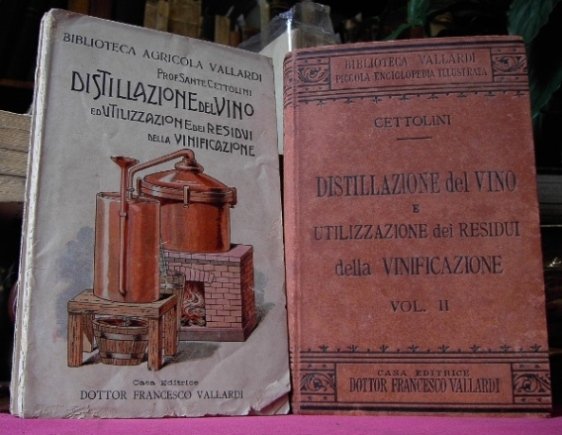 BIBLIOTECA AGRICOLA VALLARDI
PROF. SANTE CETTOLINI
DISTILLAZIONE DEL VINO
ED UTILIZZAZIONE DEI RESIDUI
DELLA VINIFICAZIONE
Casa Editrice
DOTTOR FRANCESCO VALLARDI
BIBLIOTECA VALLARDI
PICCOLA ENCICLOPEDIA ILLUSTRATA
CETTOLINI
DISTILLAZIONE del VINO
E
UTILIZZAZIONE dei RESIDUI
della VINIFICAZIONE
VOL. II
CASA EDITRICE
DOTTOR FRANCESCO VALLARDI